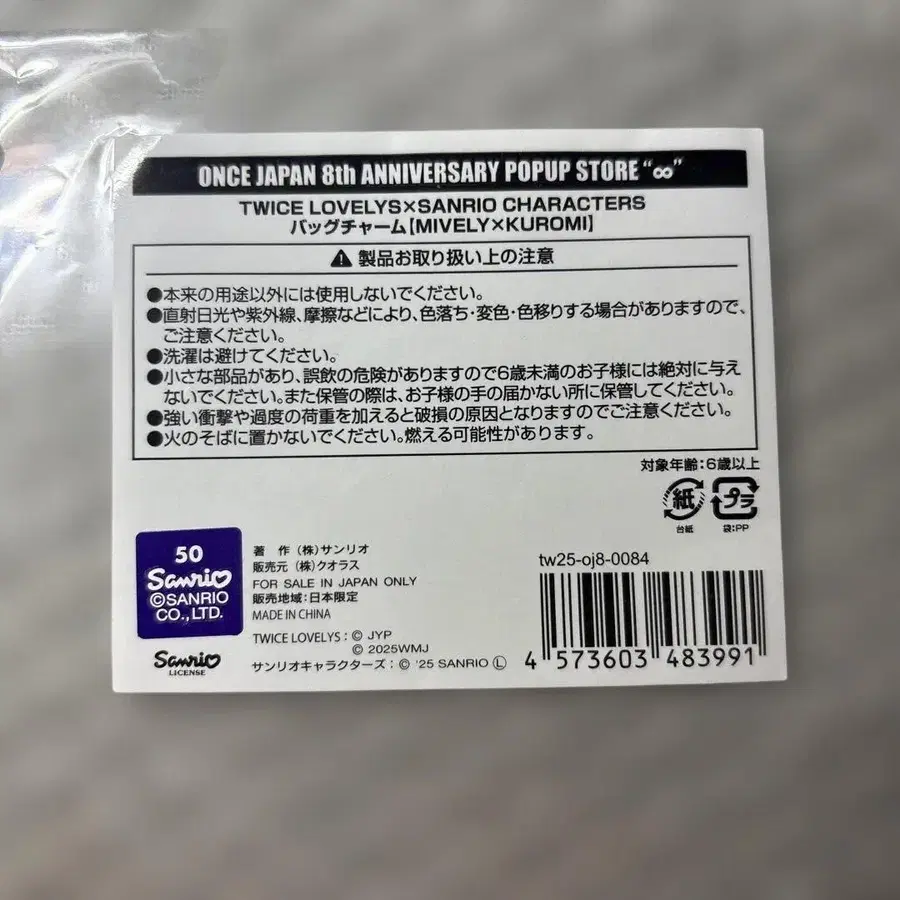 ONCE JAPAN 8th ANNIVERSARY POPUP STORE "∞"
TWICE LOVELYS×SANRIO CHARACTERS
バッグチャーム【MIVELY×KUROMI】
⚠ 製品お取り扱い上の注意
●本来の用途以外には使用しないでください。
●直射日光や紫外線、摩擦などにより、色落ち・変色・色移りする場合がありますので、
ご注意ください。
●洗濯は避けてください。
●小さな部品があり、誤飲の危険がありますので6歳未満のお子様には絶対に与え
ないでください。また保管の際は、お子様の手の届かない所に保管してください。
●強い衝撃や過度の荷重を加えると破損の原因となりますのでご注意ください。
●火のそばに置かないでください。燃える可能性があります。
対象年齢:6歳以上
紙 プラ
台紙 袋:PP
50
Sanrio
©SANRIO
CO.,LTD.
Sanrio
LICENSE
著 作 (株)サンリオ
販売元 (株)クオラス
FOR SALE IN JAPAN ONLY
販売地域:日本限定
MADE IN CHINA
TWICE LOVELYS:© JYP
© 2025WMJ
サンリオキャラクターズ:© '25 SANRIO Ⓛ
tw25-oj8-0084
4 573603 483991